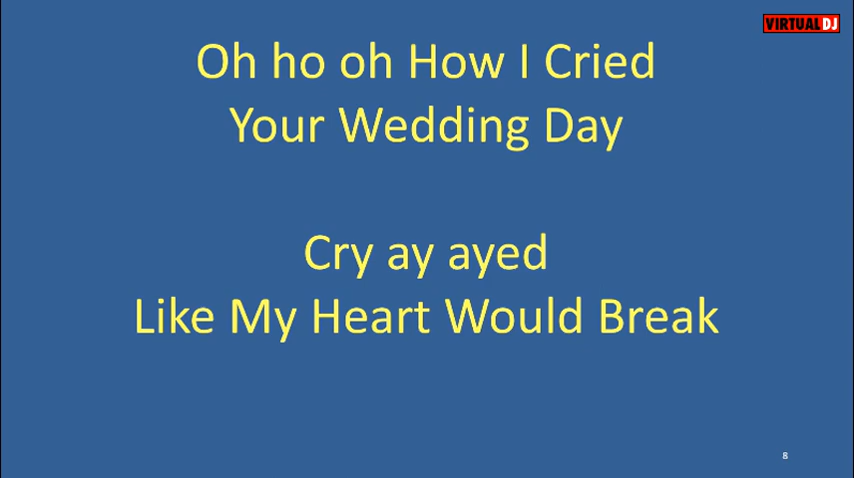 VIRTUAL DJ
Oh ho oh How I Cried
Your Wedding Day
Cry ay ayed
Like My Heart Would Break
8